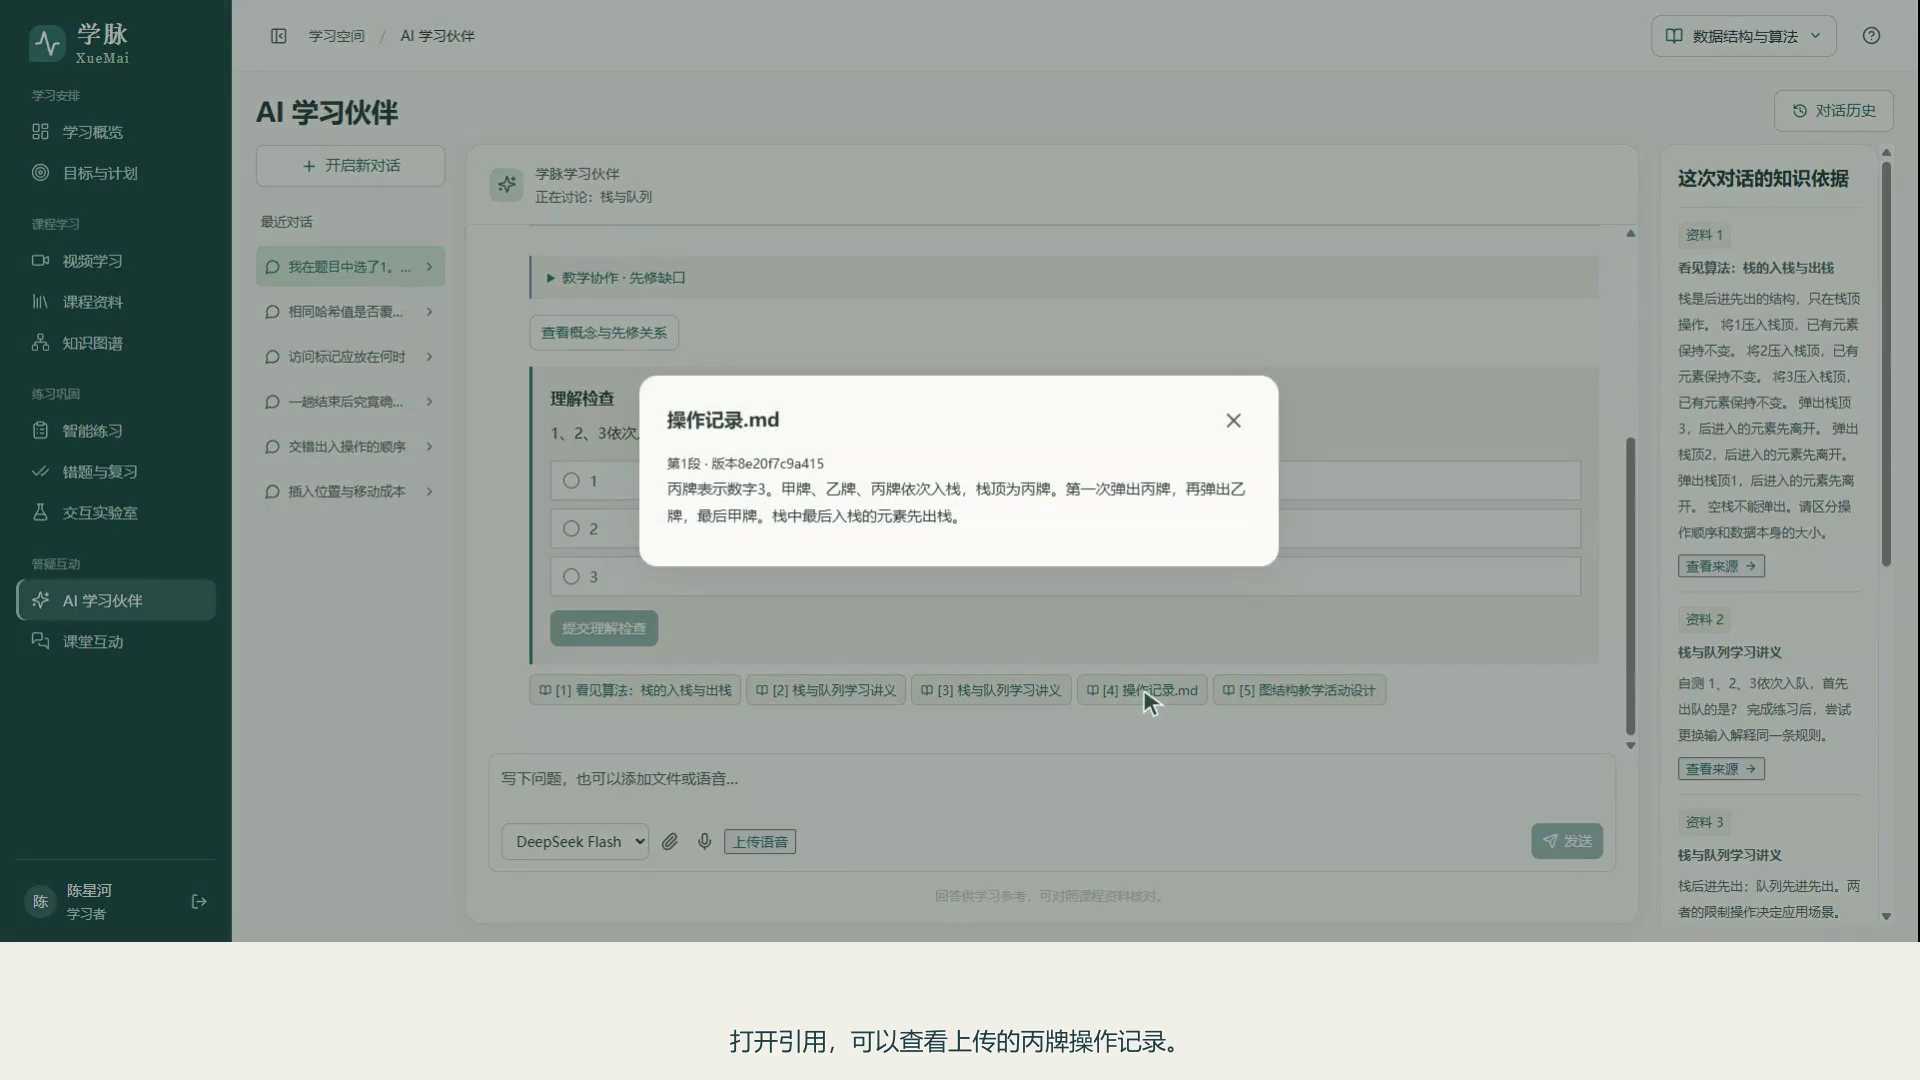 学脉
XueMai
学习安排
学习概览
目标与计划
课程学习
视频学习
课程资料
知识图谱
练习巩固
智能练习
错题与复习
交互实验室
答疑互动
AI 学习伙伴
课堂互动
陈
陈星河
学习者
学习空间 / AI 学习伙伴
数据结构与算法
AI 学习伙伴
对话历史
开启新对话
最近对话
我在题目中选了1。...
相同哈希值是否覆...
访问标记应放在何时
一趟结束后究竟确...
交错出入操作的顺序
插入位置与移动成本
学脉学习伙伴
正在讨论：栈与队列
教学协作 · 先修缺口
查看概念与先修关系
理解检查
1、2、3依次
1
2
3
提交理解检查
操作记录.md
第1段 · 版本8e20f7c9a415
丙牌表示数字3。甲牌、乙牌、丙牌依次入栈，栈顶为丙牌。第一次弹出丙牌，再弹出乙
牌，最后甲牌。栈中最后入栈的元素先出栈。
[1] 看见算法：栈的入栈与出栈
[2] 栈与队列学习讲义
[3] 栈与队列学习讲义
[4] 操作记录.md
[5] 图结构教学活动设计
写下问题，也可以添加文件或语音...
DeepSeek Flash
上传语音
发送
回答供学习参考，可对照课程资料核对。
这次对话的知识依据
资料 1
看见算法：栈的入栈与出栈
栈是后进先出的结构，只在栈顶
操作。 将1压入栈顶，已有元素
保持不变。 将2压入栈顶，已有
元素保持不变。 将3压入栈顶，
已有元素保持不变。 弹出栈顶
3，后进入的元素先离开。 弹出
栈顶2，后进入的元素先离开。
弹出栈顶1，后进入的元素先离
开。 空栈不能弹出。请区分操
作顺序和数据本身的大小。
查看来源 →
资料 2
栈与队列学习讲义
自测 1、2、3依次入队，首先
出队的是？ 完成练习后，尝试
更换输入解释同一条规则。
查看来源 →
资料 3
栈与队列学习讲义
栈后进先出；队列先进先出。两
者的限制操作决定应用场景。
打开引用，可以查看上传的丙牌操作记录。